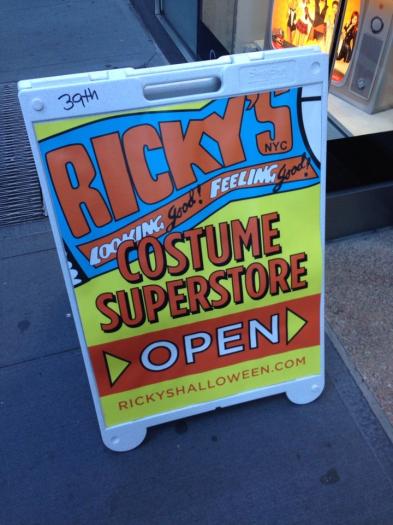 39th
RICKY'S
NYC
LOOKING good! FEELING good!
COSTUME
SUPERSTORE
OPEN
RICKYSHALLOWEEN.COM